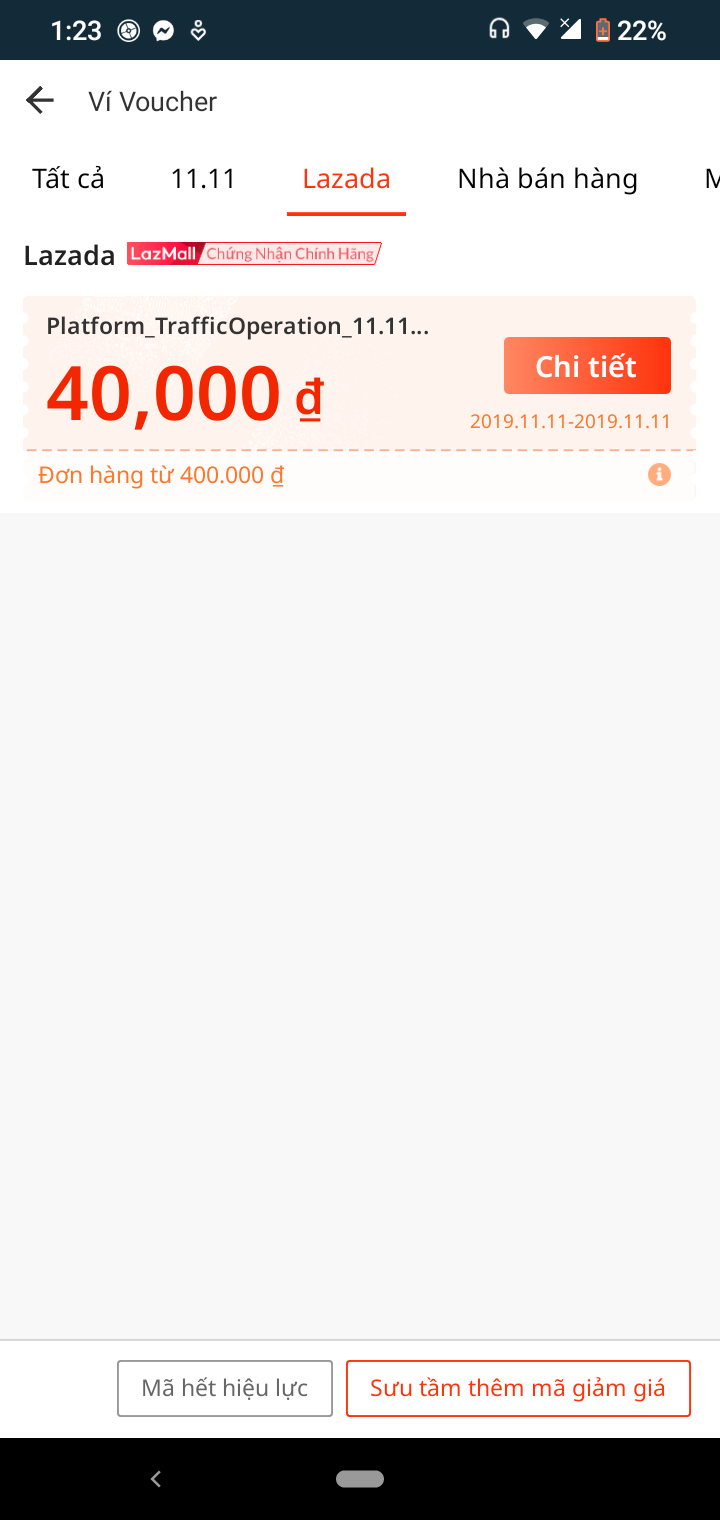 1:23 22%
Ví Voucher
Tất cả 11.11 Lazada Nhà bán hàng M
Lazada LazMall Chứng Nhận Chính Hãng
Platform_TrafficOperation_11.11...
40,000 ₫
Chi tiết
2019.11.11-2019.11.11
Đơn hàng từ 400.000 ₫
Mã hết hiệu lực Sưu tầm thêm mã giảm giá